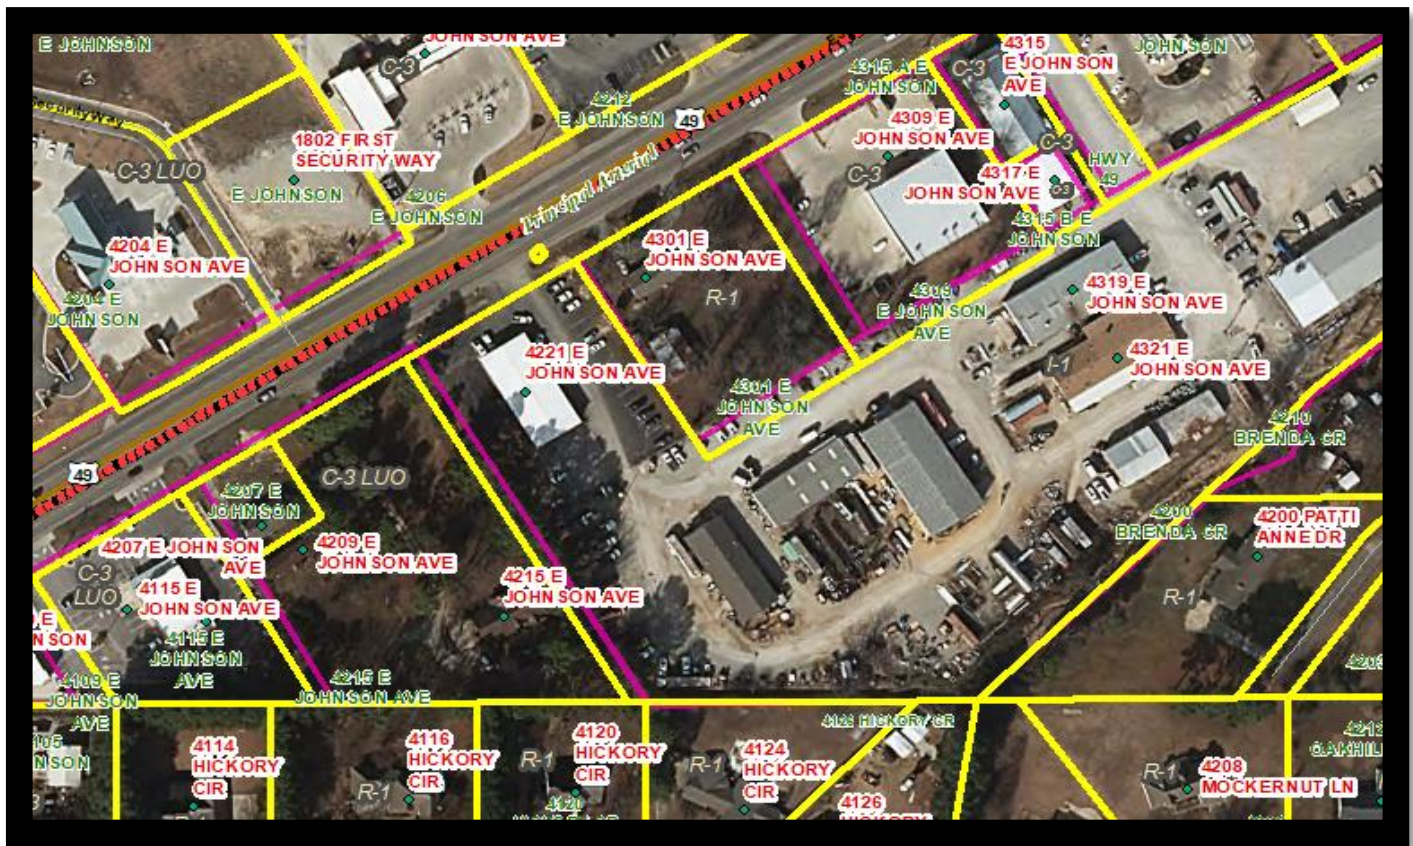 E JOHNSON
JOHNSON AVE
C-3
4315
E JOHNSON
AVE
C-3
JOHNSON
4315 A E
JOHNSON
4212
E JOHNSON
49
4309 E
JOHNSON AVE
SecurityWay
1802 FIRST
SECURITY WAY
C-3 LUO
E JOHNSON
4206
E JOHNSON
Principal Arterial
C-3
C-3
HWY
49
4317 E
JOHNSON AVE
C-3
4315 B E
JOHNSON
4204 E
JOHNSON AVE
4204 E
JOHNSON
4301 E
JOHNSON AVE
R-1
4309
E JOHNSON
AVE
4319 E
JOHNSON AVE
4221 E
JOHNSON AVE
I-1
4321 E
JOHNSON AVE
4301 E
JOHNSON
AVE
4210
BRENDA CR
49
C-3 LUO
4207 E
JOHNSON
4200
BRENDA CR
4200 PATTI
ANNE DR
4207 E JOHNSON
AVE
4209 E
JOHNSON AVE
C-3
LUO
4115 E
JOHNSON AVE
4215 E
JOHNSON AVE
R-1
4115 E
JOHNSON
AVE
4109 E
JOHNSON
AVE
4215 E
JOHNSON AVE
4126 HICKORY CR
4114
HICKORY
CIR
4116
HICKORY
CIR
R-1
4120
HICKORY
CIR
R-1
R-1
4124
HICKORY
CIR
4126
HICKORY
R-1
4208
MOCKERNUT LN
4212
4120